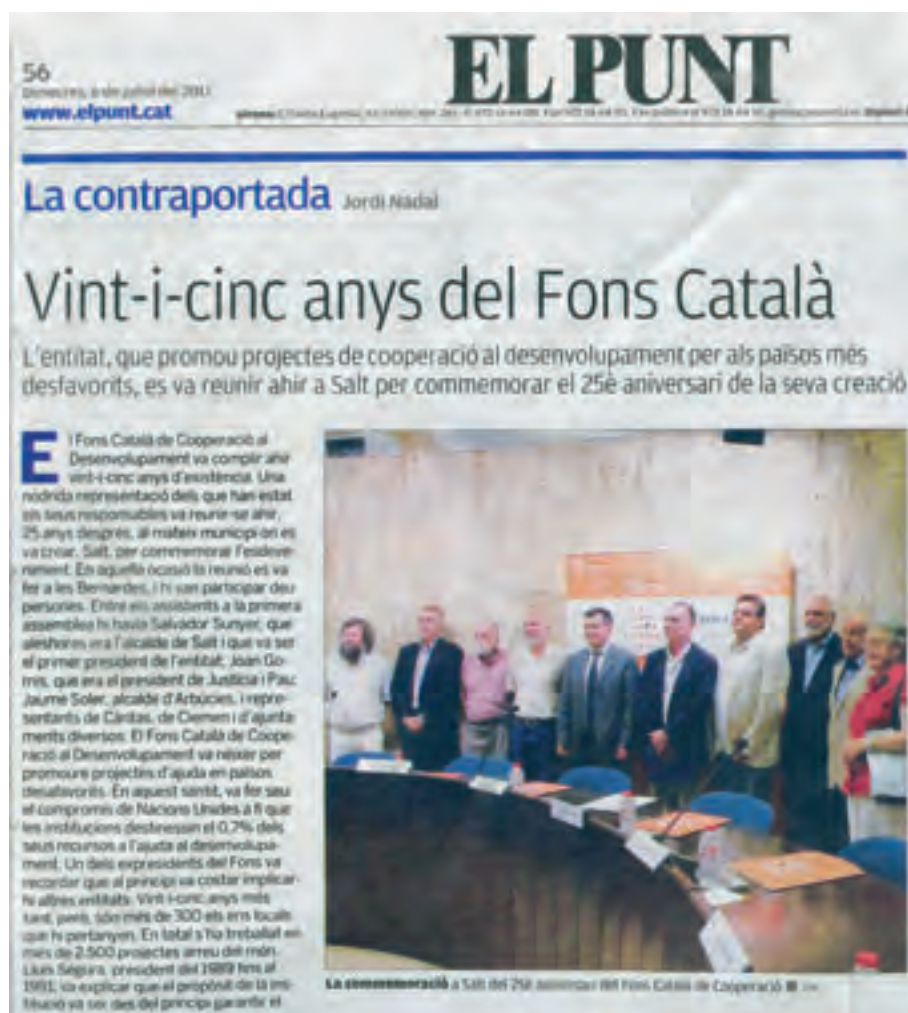 56
EL PUNT
Dimecres, 6 de juliol del 2011
www.elpunt.cat
La contraportada Jordi Nadal
Vint-i-cinc anys del Fons Català
L'entitat, que promou projectes de cooperació al desenvolupament per als països més
desfavorits, es va reunir ahir a Salt per commemorar el 25è aniversari de la seva creació
El Fons Català de Cooperació al
Desenvolupament va complir ahir
vint-i-cinc anys d'existència. Una
nodrida representació dels que han estat
els seus responsables va reunir-se ahir,
25 anys després, al mateix municipi on es
va crear, Salt, per commemorar l'esdeve-
niment. En aquella ocasió la reunió es va
fer a les Bernardes, i hi van participar deu
persones. Entre els assistents a la primera
assemblea hi havia Salvador Sunyer, que
aleshores era l'alcalde de Salt i que va ser
el primer president de l'entitat; Joan Go-
mis, que era el president de Justícia i Pau;
Jaume Soler, alcalde d'Arbúcies, i repre-
sentants de Càritas, de Ciemen i d'ajunta-
ments diversos. El Fons Català de Coope-
ració al Desenvolupament va néixer per
promoure projectes d'ajuda en països
desafavorits. En aquest sentit, va fer seu
el compromís de Nacions Unides a fi que
les institucions destinessin el 0,7% dels
seus recursos a l'ajuda al desenvolupa-
ment. Un dels expresidents del Fons va
recordar que al principi va costar implicar-
hi altres entitats. Vint-i-cinc anys més
tard, però, són més de 300 els ens locals
que hi pertanyen. En total s'ha treballat en
més de 2.500 projectes arreu del món.
Lluís Segura, president del 1989 fins al
1991, va explicar que el propòsit de la ins-
titució va ser des del principi garantir el
La commemoració a Salt del 25è aniversari del Fons Català de Cooperació